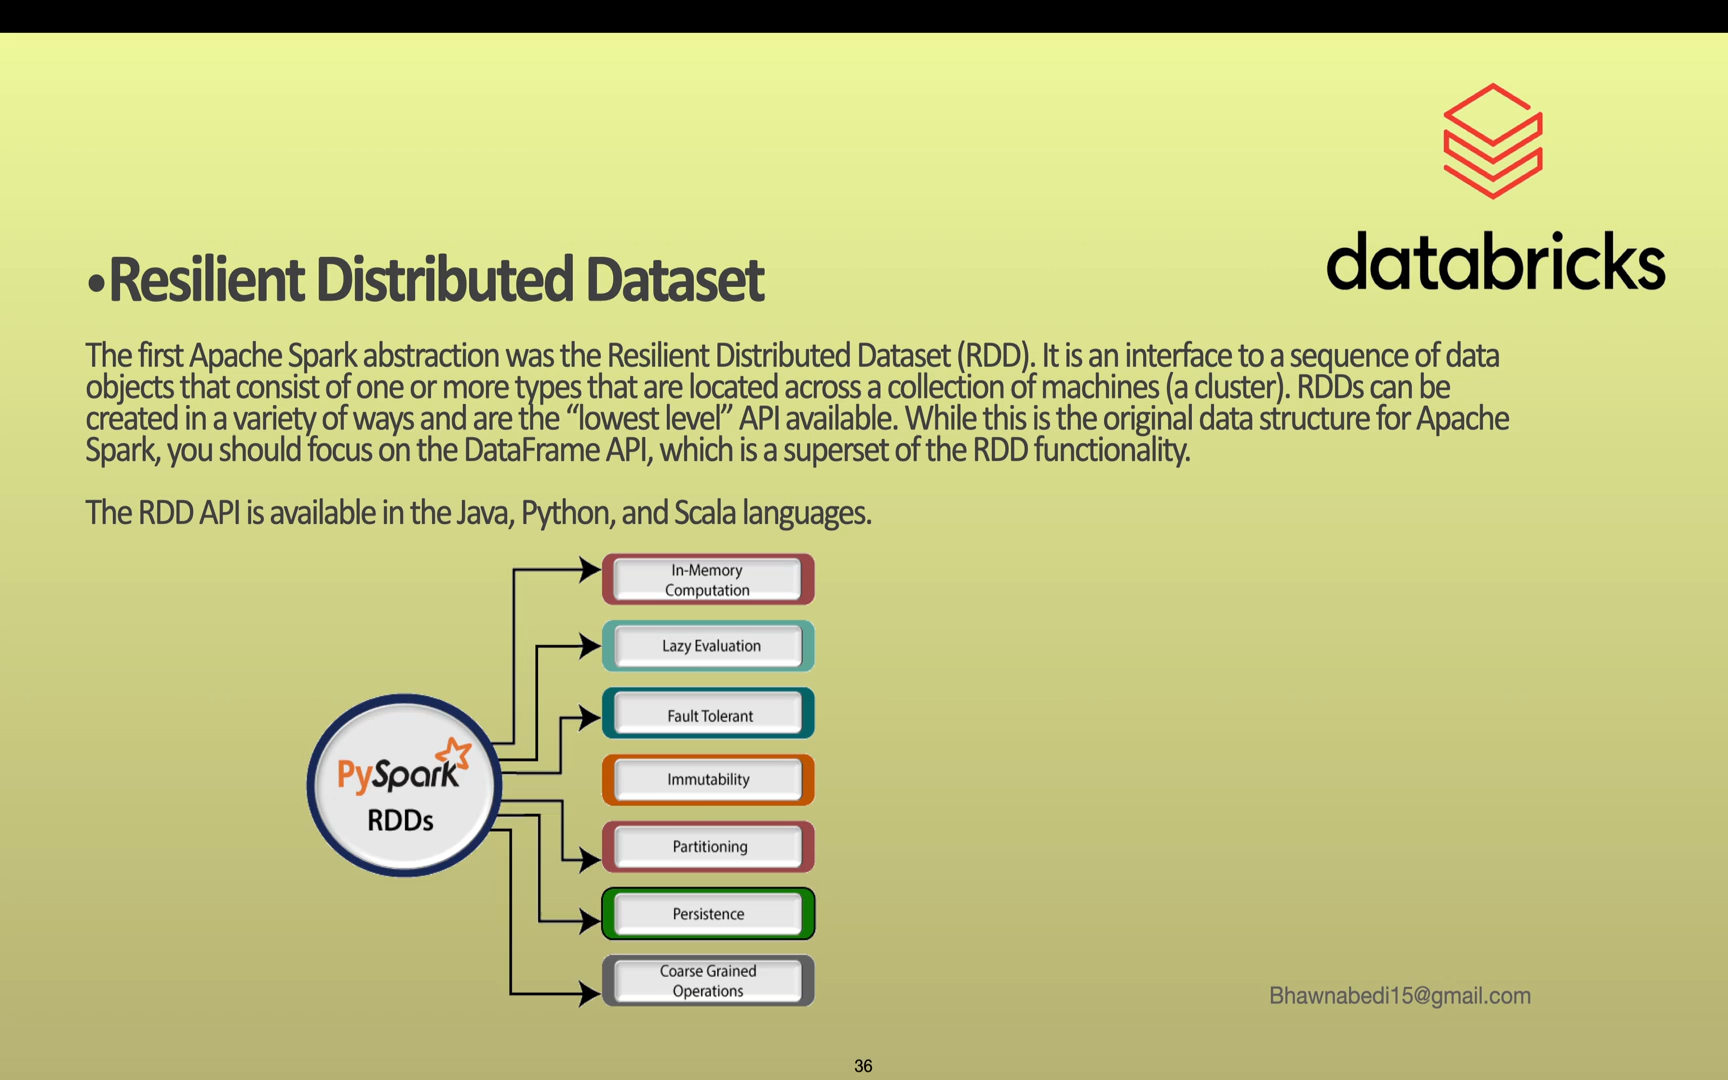 databricks
•Resilient Distributed Dataset
The first Apache Spark abstraction was the Resilient Distributed Dataset (RDD). It is an interface to a sequence of data
objects that consist of one or more types that are located across a collection of machines (a cluster). RDDs can be
created in a variety of ways and are the “lowest level” API available. While this is the original data structure for Apache
Spark, you should focus on the DataFrame API, which is a superset of the RDD functionality.
The RDD API is available in the Java, Python, and Scala languages.
PySpark
RDDs
In-Memory
Computation
Lazy Evaluation
Fault Tolerant
Immutability
Partitioning
Persistence
Coarse Grained
Operations
Bhawnabedi15@gmail.com
36